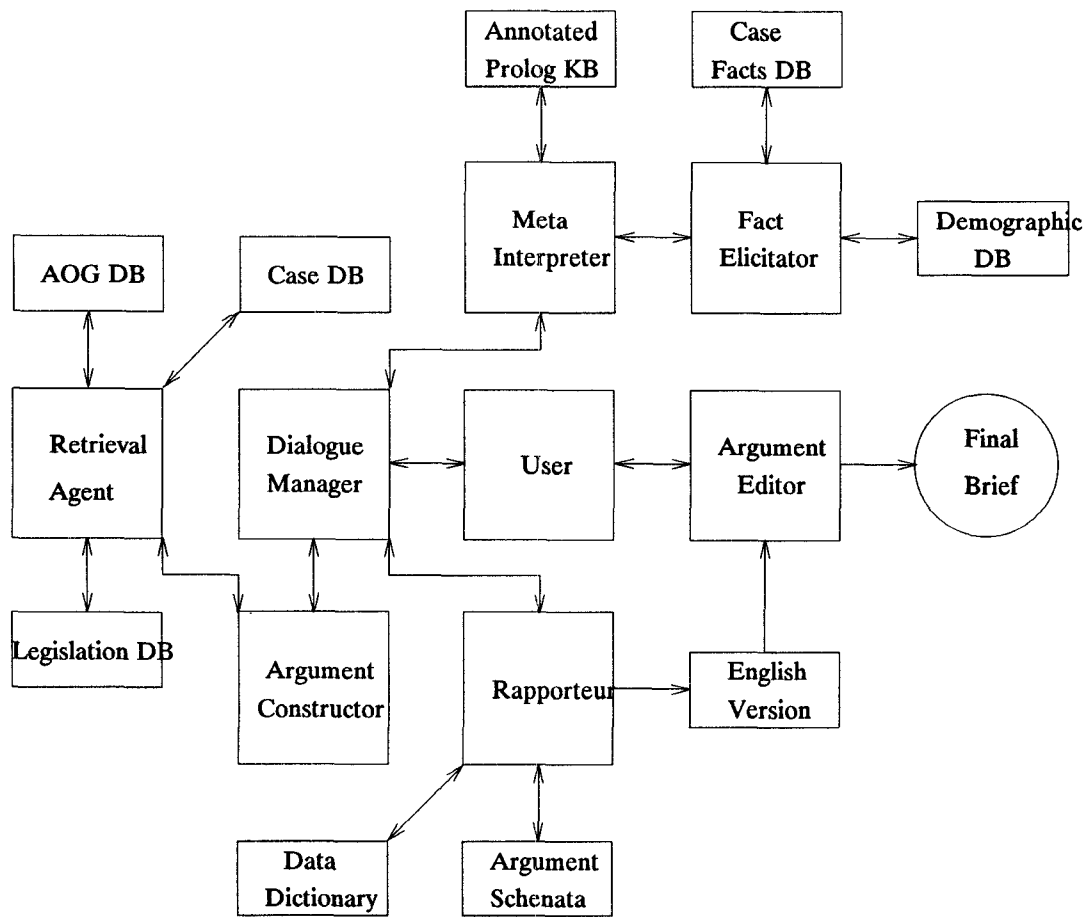 Annotated
Prolog KB
Case
Facts DB
Meta
Interpreter
Fact
Elicitator
Demographic
DB
AOG DB
Case DB
Retrieval
Agent
Dialogue
Manager
User
Argument
Editor
Final
Brief
Legislation DB
Argument
Constructor
Rapporteur
English
Version
Data
Dictionary
Argument
Schenata